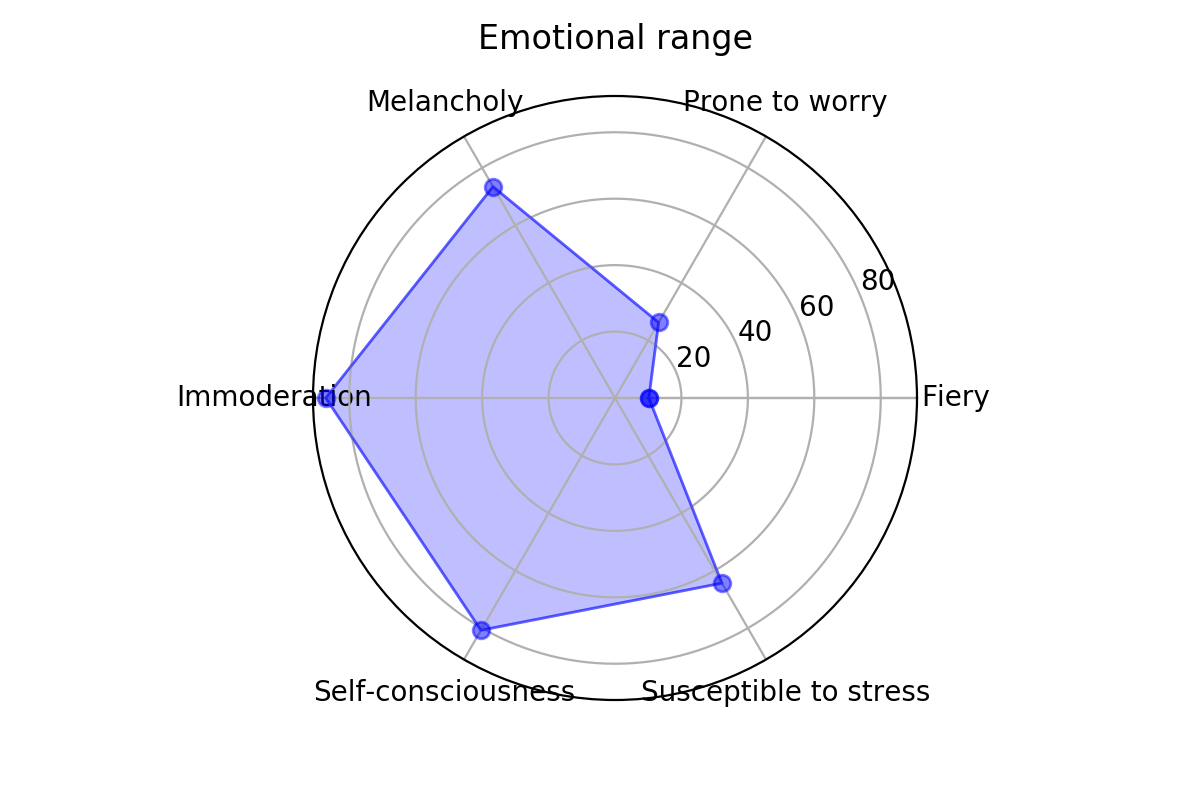 Emotional range
Melancholy
Prone to worry
80
60
40
20
Immoderation
Fiery
Self-consciousness
Susceptible to stress